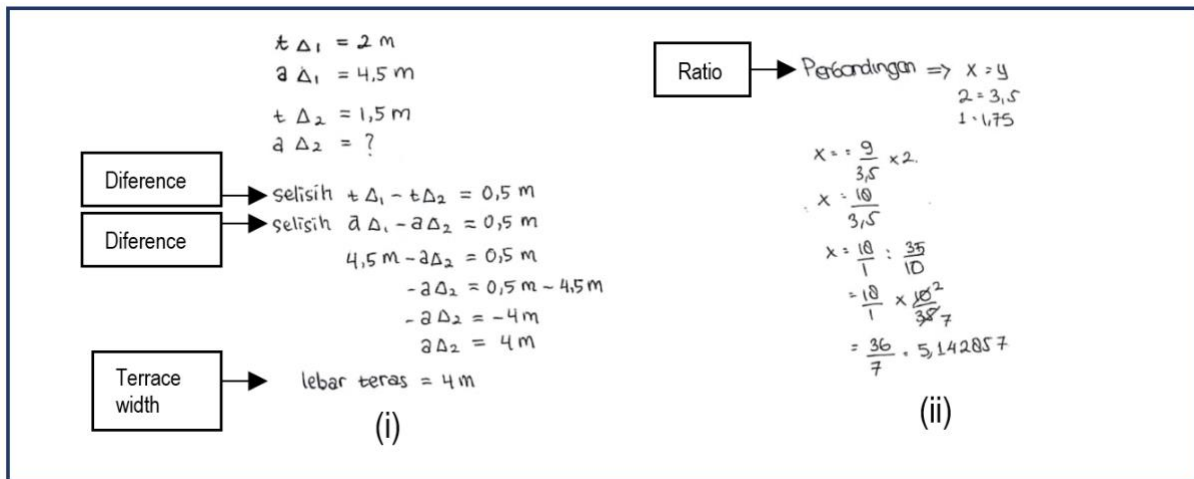 t Δ₁ = 2 m
a Δ₁ = 4,5 m
t Δ₂ = 1,5 m
a Δ₂ = ?
Diference
selisih t Δ₁ - t Δ₂ = 0,5 m
Diference
selisih a Δ₁ - a Δ₂ = 0,5 m
4,5 m - a Δ₂ = 0,5 m
- a Δ₂ = 0,5 m - 4,5 m
- a Δ₂ = -4 m
a Δ₂ = 4 m
Terrace
width
lebar teras = 4 m
(i)
Ratio
Perbandingan ⇒ x = y
2 = 3,5
1 = 1,75
x = = 9/3,5 × 2.
x = 18/3,5
x = 18/1 : 35/10
= 18/1 × 10 2/35 7
= 36/7 = 5,142857
(ii)